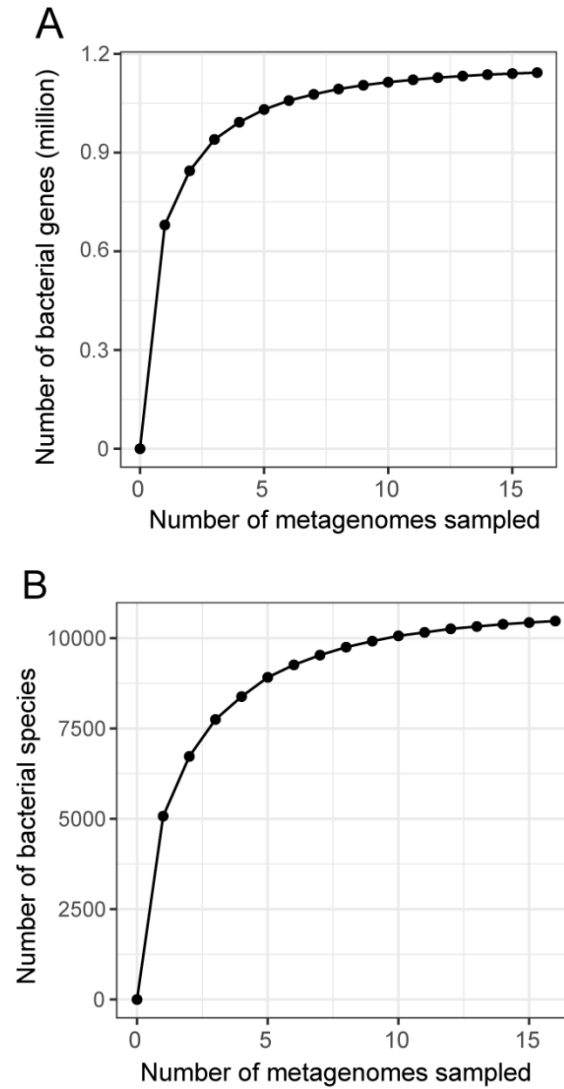 A
Number of bacterial genes (million)
1.2
0.9
0.6
0.3
0
0 5 10 15
Number of metagenomes sampled
B
Number of bacterial species
10000
7500
5000
2500
0
0 5 10 15
Number of metagenomes sampled